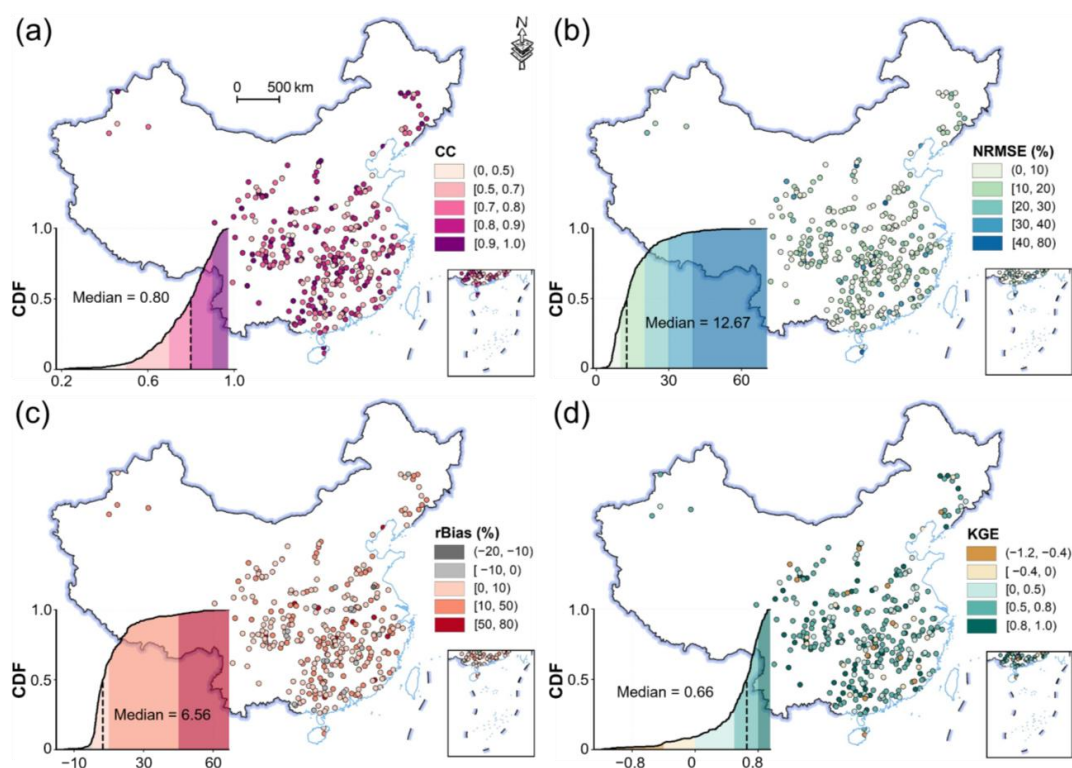 (a)
N
0 500 km
CC
(0, 0.5)
[0.5, 0.7)
[0.7, 0.8)
[0.8, 0.9)
[0.9, 1.0)
1.0
CDF
0.5
Median = 0.80
0
0.2 0.6 1.0
(b)
NRMSE (%)
(0, 10)
[10, 20)
[20, 30)
[30, 40)
[40, 80)
1.0
CDF
0.5
Median = 12.67
0
0 30 60
(c)
rBias (%)
(−20, −10)
[ −10, 0)
[0, 10)
[10, 50)
[50, 80)
1.0
CDF
0.5
Median = 6.56
0
−10 30 60
(d)
KGE
(−1.2, −0.4)
[ −0.4, 0)
[0, 0.5)
[0.5, 0.8)
[0.8, 1.0)
1.0
CDF
0.5
Median = 0.66
0
−0.8 0 0.8